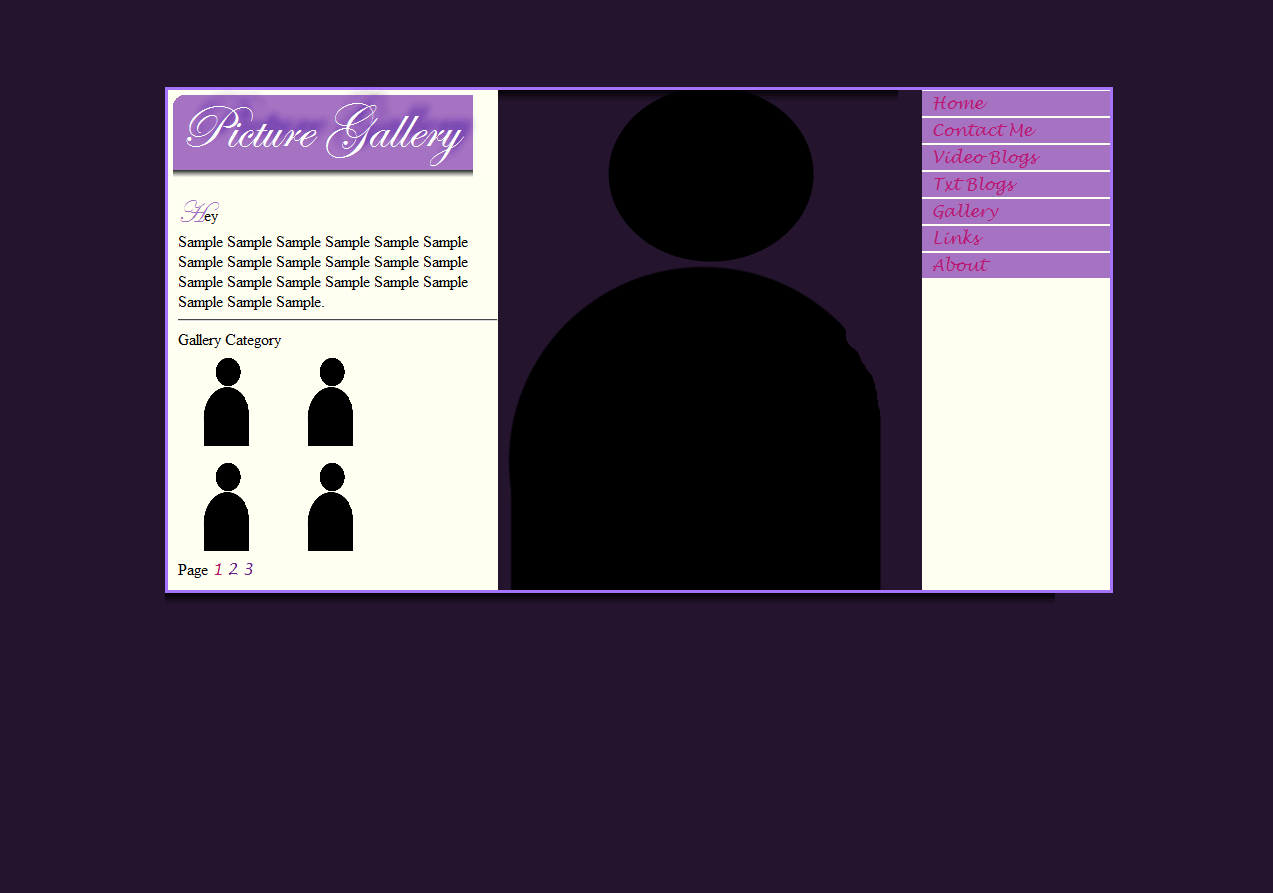 Picture Gallery
Hey
Sample Sample Sample Sample Sample Sample
Sample Sample Sample Sample Sample Sample
Sample Sample Sample Sample Sample Sample
Sample Sample Sample.
Gallery Category
Page 1 2 3
Home
Contact Me
Video Blogs
Txt Blogs
Gallery
Links
About